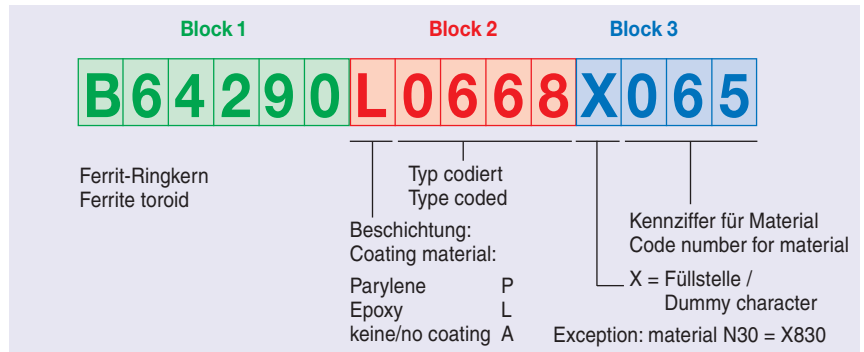 Block 1 Block 2 Block 3
B64290L0668X065
Ferrit-Ringkern
Ferrite toroid
Typ codiert
Type coded
Beschichtung:
Coating material:
Parylene P
Epoxy L
keine/no coating A
Kennziffer für Material
Code number for material
X = Füllstelle /
Dummy character
Exception: material N30 = X830